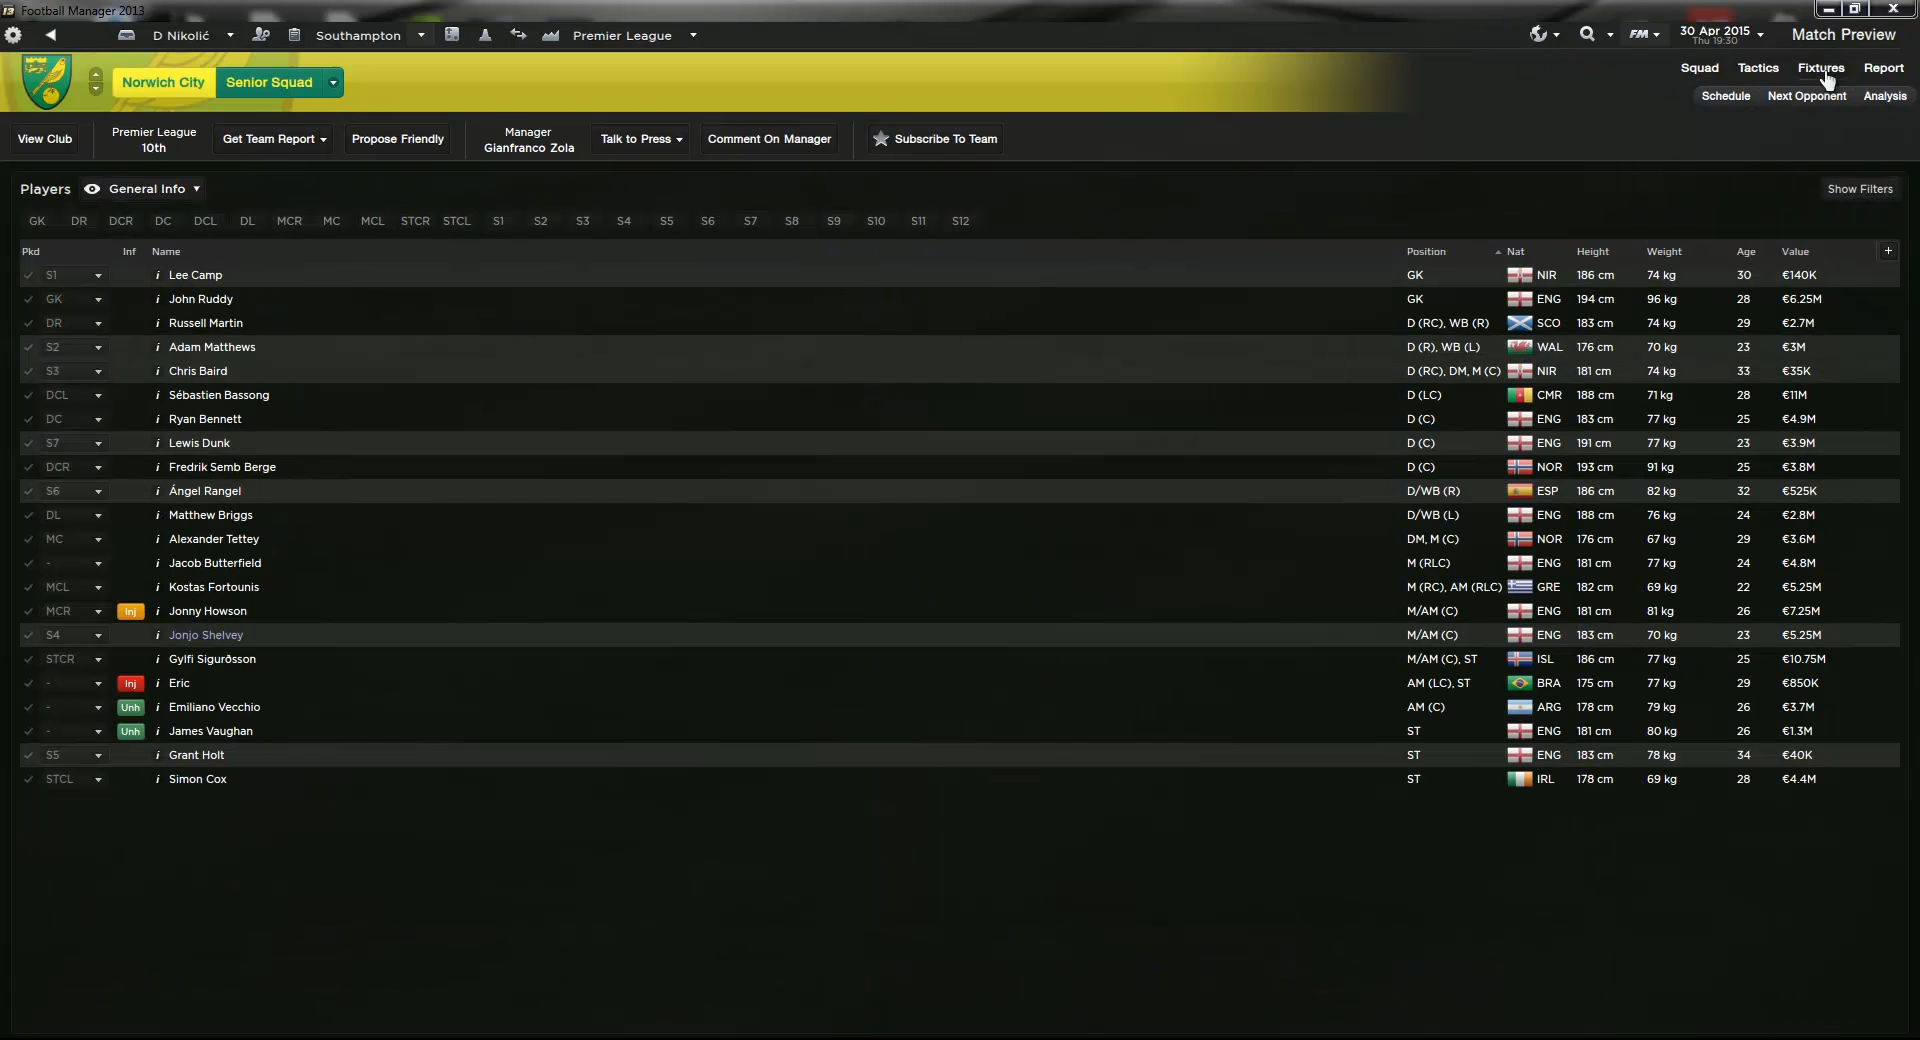 Football Manager 2013
D Nikolić Southampton Premier League FM 30 Apr 2015 Thu 19:30 Match Preview
Norwich City Senior Squad
Squad Tactics Fixtures Report
Schedule Next Opponent Analysis
View Club Premier League 10th Get Team Report Propose Friendly Manager Gianfranco Zola Talk to Press Comment On Manager Subscribe To Team
Players General Info Show Filters
GK DR DCR DC DCL DL MCR MC MCL STCR STCL S1 S2 S3 S4 S5 S6 S7 S8 S9 S10 S11 S12
Pkd Inf Name Position Nat Height Weight Age Value +
S1 i Lee Camp GK NIR 186 cm 74 kg 30 €140K
GK i John Ruddy GK ENG 194 cm 96 kg 28 €6.25M
DR i Russell Martin D (RC), WB (R) SCO 183 cm 74 kg 29 €2.7M
S2 i Adam Matthews D (R), WB (L) WAL 176 cm 70 kg 23 €3M
S3 i Chris Baird D (RC), DM, M (C) NIR 181 cm 74 kg 33 €35K
DCL i Sébastien Bassong D (LC) CMR 188 cm 71 kg 28 €11M
DC i Ryan Bennett D (C) ENG 183 cm 77 kg 25 €4.9M
S7 i Lewis Dunk D (C) ENG 191 cm 77 kg 23 €3.9M
DCR i Fredrik Semb Berge D (C) NOR 193 cm 91 kg 25 €3.8M
S6 i Ángel Rangel D/WB (R) ESP 186 cm 82 kg 32 €525K
DL i Matthew Briggs D/WB (L) ENG 188 cm 76 kg 24 €2.8M
MC i Alexander Tettey DM, M (C) NOR 176 cm 67 kg 29 €3.6M
- i Jacob Butterfield M (RLC) ENG 181 cm 77 kg 24 €4.8M
MCL i Kostas Fortounis M (RC), AM (RLC) GRE 182 cm 69 kg 22 €5.25M
MCR Inj i Jonny Howson M/AM (C) ENG 181 cm 81 kg 26 €7.25M
S4 i Jonjo Shelvey M/AM (C) ENG 183 cm 70 kg 23 €5.25M
STCR i Gylfi Sigurðsson M/AM (C), ST ISL 186 cm 77 kg 25 €10.75M
- Inj i Eric AM (LC), ST BRA 175 cm 77 kg 29 €850K
- Unh i Emiliano Vecchio AM (C) ARG 178 cm 79 kg 26 €3.7M
- Unh i James Vaughan ST ENG 181 cm 80 kg 26 €1.3M
S5 i Grant Holt ST ENG 183 cm 78 kg 34 €40K
STCL i Simon Cox ST IRL 178 cm 69 kg 28 €4.4M